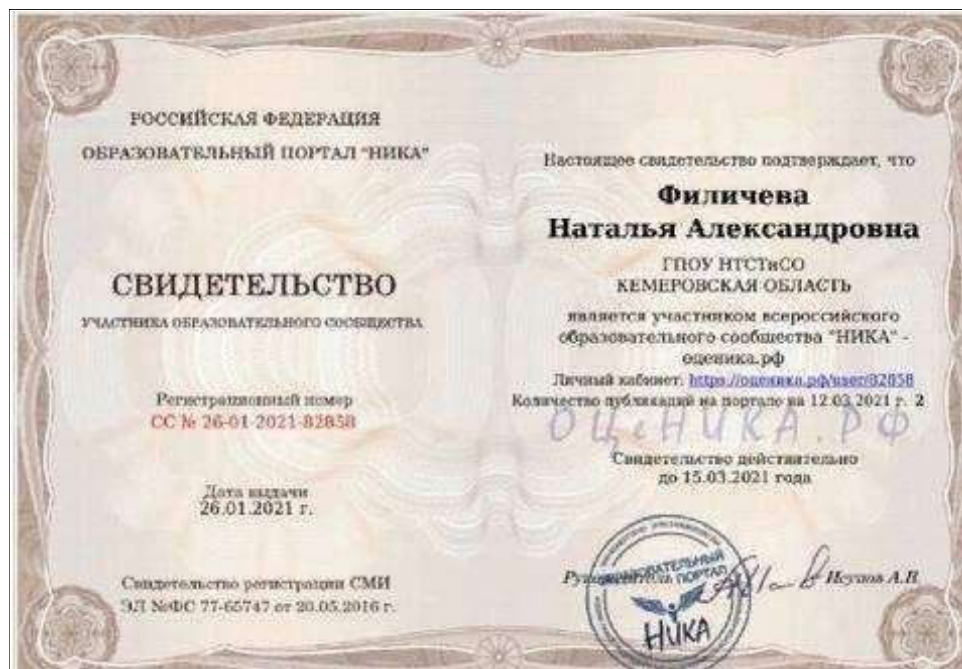 РОССИЙСКАЯ ФЕДЕРАЦИЯ
ОБРАЗОВАТЕЛЬНЫЙ ПОРТАЛ "НИКА"
СВИДЕТЕЛЬСТВО
УЧАСТНИКА ОБРАЗОВАТЕЛЬНОГО СООБЩЕСТВА
Регистрационный номер
СС № 26-01-2021-82858
Дата выдачи
26.01.2021 г.
Свидетельство регистрации СМИ
ЭЛ №ФС 77-65747 от 20.05.2016 г.
Настоящее свидетельство подтверждает, что
Филичева
Наталья Александровна
ГПОУ НТСТиСО
КЕМЕРОВСКАЯ ОБЛАСТЬ
является участником всероссийского
образовательного сообщества "НИКА" -
оценика.рф
Личный кабинет: https://оценика.рф/user/82858
Количество публикаций на портале на 12.03.2021 г. 2
ОЦеНИКА.РФ
Свидетельство действительно
до 15.03.2021 года
Руководитель
ОБРАЗОВАТЕЛЬНЫЙ
ПОРТАЛ
НИКА